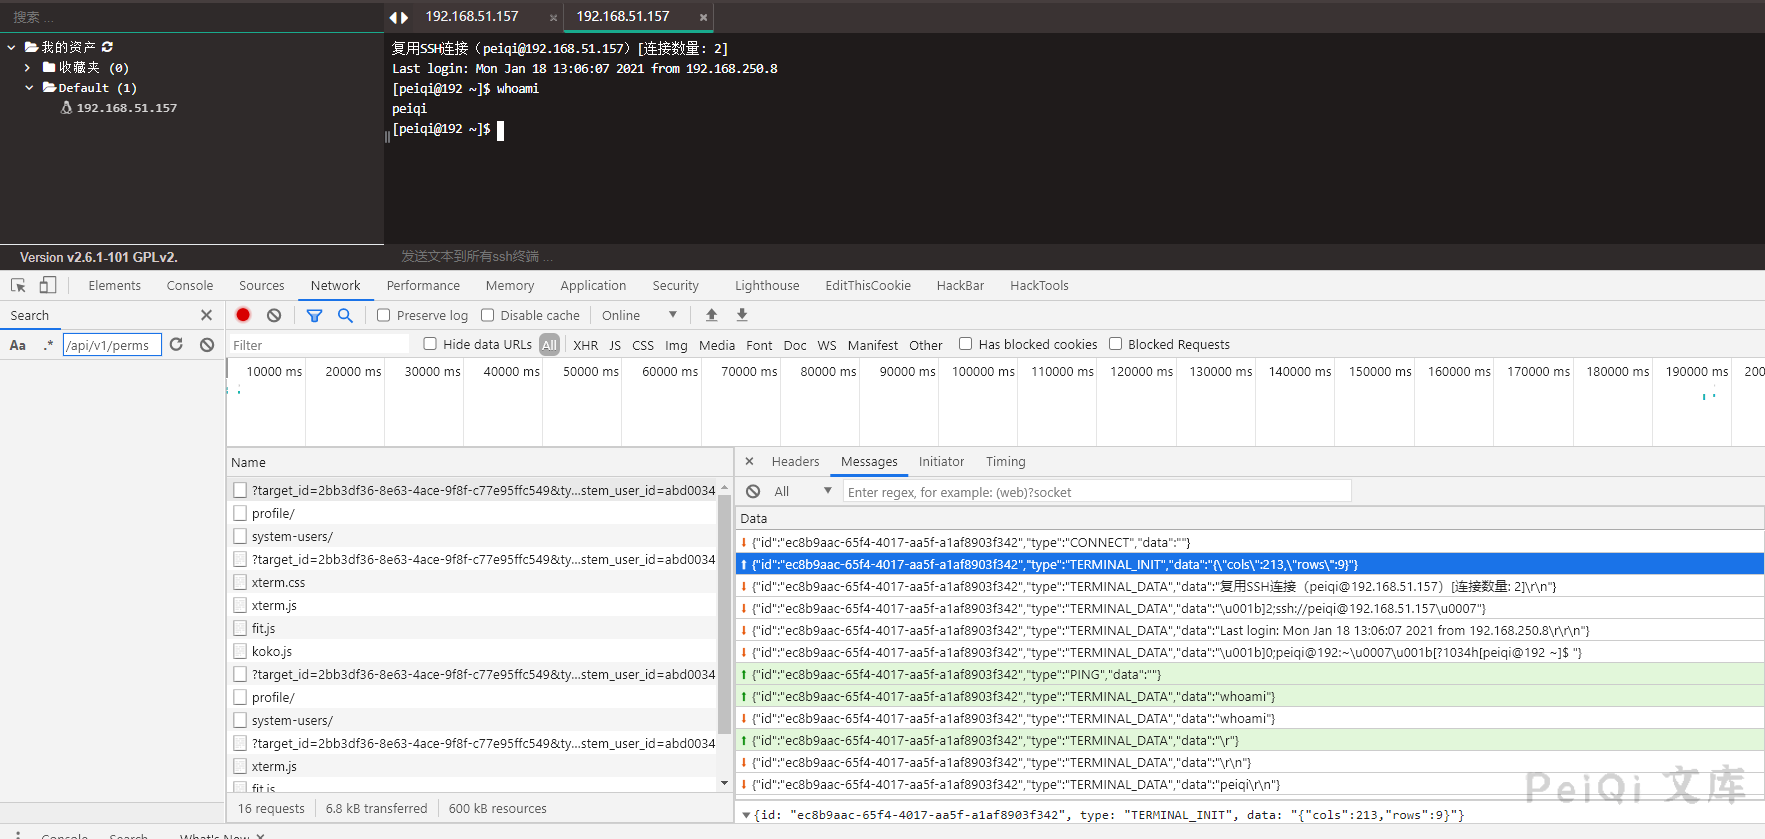 搜索 ...
192.168.51.157 ×
192.168.51.157 ×
我的资产
收藏夹 (0)
Default (1)
192.168.51.157
复用SSH连接（peiqi@192.168.51.157）[连接数量: 2]
Last login: Mon Jan 18 13:06:07 2021 from 192.168.250.8
[peiqi@192 ~]$ whoami
peiqi
[peiqi@192 ~]$
Version v2.6.1-101 GPLv2.
发送文本到所有ssh终端 ...
Elements Console Sources Network Performance Memory Application Security Lighthouse EditThisCookie HackBar HackTools
Search
Preserve log Disable cache Online
Aa .* /api/v1/perms
Filter Hide data URLs All XHR JS CSS Img Media Font Doc WS Manifest Other Has blocked cookies Blocked Requests
10000 ms 20000 ms 30000 ms 40000 ms 50000 ms 60000 ms 70000 ms 80000 ms 90000 ms 100000 ms 110000 ms 120000 ms 130000 ms 140000 ms 150000 ms 160000 ms 170000 ms 180000 ms 190000 ms 200
Name
?target_id=2bb3df36-8e63-4ace-9f8f-c77e95ffc549&ty...stem_user_id=abd0034
profile/
system-users/
?target_id=2bb3df36-8e63-4ace-9f8f-c77e95ffc549&ty...stem_user_id=abd0034
xterm.css
xterm.js
fit.js
koko.js
?target_id=2bb3df36-8e63-4ace-9f8f-c77e95ffc549&ty...stem_user_id=abd0034
profile/
system-users/
?target_id=2bb3df36-8e63-4ace-9f8f-c77e95ffc549&ty...stem_user_id=abd0034
xterm.js
fit.js
16 requests 6.8 kB transferred 600 kB resources
Headers Messages Initiator Timing
All Enter regex, for example: (web)?socket
Data
{"id":"ec8b9aac-65f4-4017-aa5f-a1af8903f342","type":"CONNECT","data":""}
{"id":"ec8b9aac-65f4-4017-aa5f-a1af8903f342","type":"TERMINAL_INIT","data":"{\"cols\":213,\"rows\":9}"}
{"id":"ec8b9aac-65f4-4017-aa5f-a1af8903f342","type":"TERMINAL_DATA","data":"复用SSH连接（peiqi@192.168.51.157）[连接数量: 2]\r\n"}
{"id":"ec8b9aac-65f4-4017-aa5f-a1af8903f342","type":"TERMINAL_DATA","data":"\u001b]2;ssh://peiqi@192.168.51.157\u0007"}
{"id":"ec8b9aac-65f4-4017-aa5f-a1af8903f342","type":"TERMINAL_DATA","data":"Last login: Mon Jan 18 13:06:07 2021 from 192.168.250.8\r\r\n"}
{"id":"ec8b9aac-65f4-4017-aa5f-a1af8903f342","type":"TERMINAL_DATA","data":"\u001b]0;peiqi@192:~\u0007\u001b[?1034h[peiqi@192 ~]$ "}
{"id":"ec8b9aac-65f4-4017-aa5f-a1af8903f342","type":"PING","data":""}
{"id":"ec8b9aac-65f4-4017-aa5f-a1af8903f342","type":"TERMINAL_DATA","data":"whoami"}
{"id":"ec8b9aac-65f4-4017-aa5f-a1af8903f342","type":"TERMINAL_DATA","data":"whoami"}
{"id":"ec8b9aac-65f4-4017-aa5f-a1af8903f342","type":"TERMINAL_DATA","data":"\r"}
{"id":"ec8b9aac-65f4-4017-aa5f-a1af8903f342","type":"TERMINAL_DATA","data":"\r\n"}
{"id":"ec8b9aac-65f4-4017-aa5f-a1af8903f342","type":"TERMINAL_DATA","data":"peiqi\r\n"}
{id: "ec8b9aac-65f4-4017-aa5f-a1af8903f342", type: "TERMINAL_INIT", data: "{"cols":213,"rows":9}"}
PeiQi 文库
Console Search What's New ×